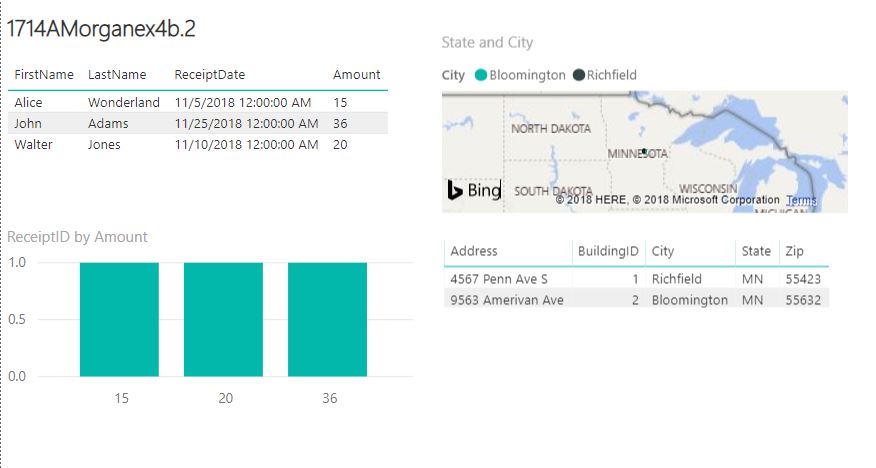 1714AMorganex4b.2
FirstName LastName ReceiptDate Amount
Alice Wonderland 11/5/2018 12:00:00 AM 15
John Adams 11/25/2018 12:00:00 AM 36
Walter Jones 11/10/2018 12:00:00 AM 20
ReceiptID by Amount
1.0
0.5
0.0
15 20 36
State and City
City Bloomington Richfield
NORTH DAKOTA
MINNESOTA
SOUTH DAKOTA
WISCONSIN
MICHIGAN
Bing
© 2018 HERE, © 2018 Microsoft Corporation Terms
Address BuildingID City State Zip
4567 Penn Ave S 1 Richfield MN 55423
9563 Amerivan Ave 2 Bloomington MN 55632